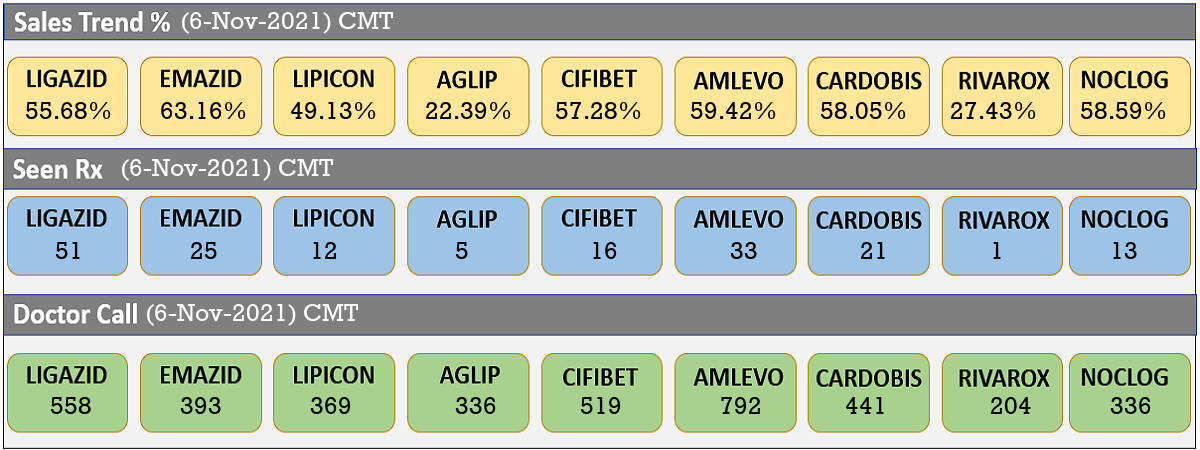 Sales Trend % (6-Nov-2021) CMT
LIGAZID EMAZID LIPICON AGLIP CIFIBET AMLEVO CARDOBIS RIVAROX NOCLOG
55.68% 63.16% 49.13% 22.39% 57.28% 59.42% 58.05% 27.43% 58.59%
Seen Rx (6-Nov-2021) CMT
LIGAZID EMAZID LIPICON AGLIP CIFIBET AMLEVO CARDOBIS RIVAROX NOCLOG
51 25 12 5 16 33 21 1 13
Doctor Call (6-Nov-2021) CMT
LIGAZID EMAZID LIPICON AGLIP CIFIBET AMLEVO CARDOBIS RIVAROX NOCLOG
558 393 369 336 519 792 441 204 336